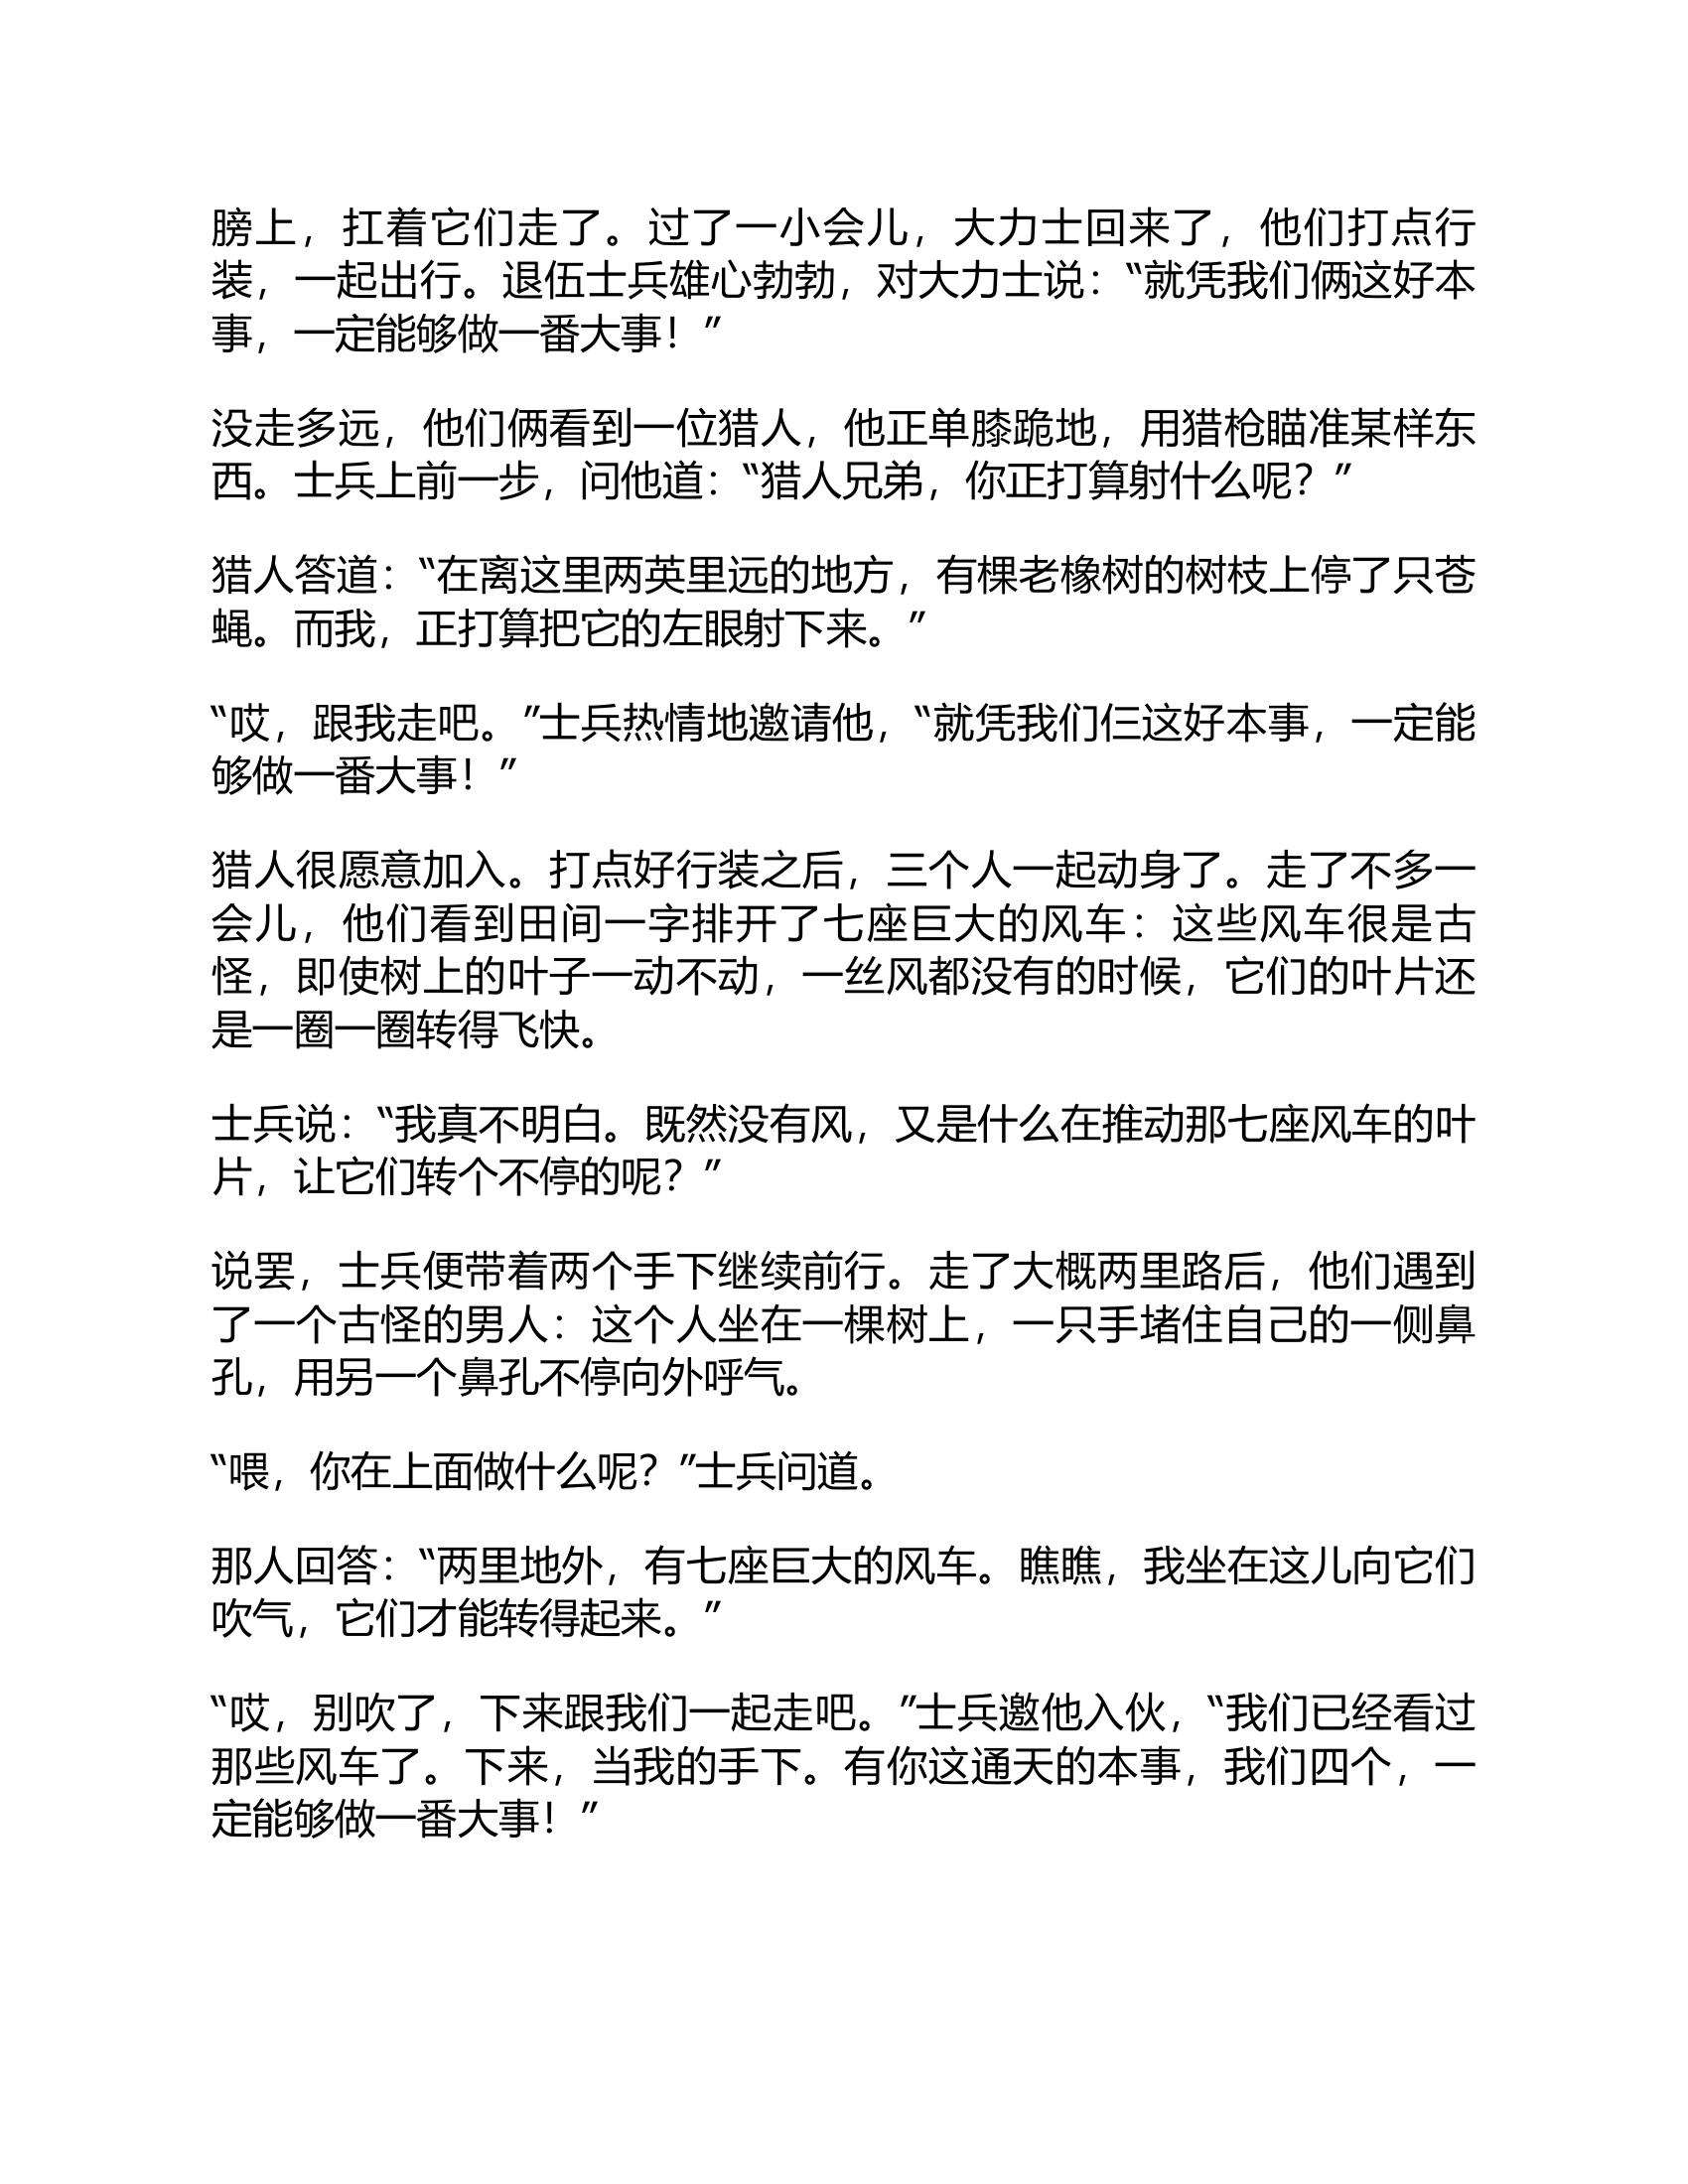 膀上，扛着它们走了。过了一小会儿，大力士回来了，他们打点行
装，一起出行。退伍士兵雄心勃勃，对大力士说：“就凭我们俩这好本
事，一定能够做一番大事！”
没走多远，他们俩看到一位猎人，他正单膝跪地，用猎枪瞄准某样东
西。士兵上前一步，问他道：“猎人兄弟，你正打算射什么呢？”
猎人答道：“在离这里两英里远的地方，有棵老橡树的树枝上停了只苍
蝇。而我，正打算把它的左眼射下来。”
“哎，跟我走吧。”士兵热情地邀请他，“就凭我们仨这好本事，一定能
够做一番大事！”
猎人很愿意加入。打点好行装之后，三个人一起动身了。走了不多一
会儿，他们看到田间一字排开了七座巨大的风车：这些风车很是古
怪，即使树上的叶子一动不动，一丝风都没有的时候，它们的叶片还
是一圈一圈转得飞快。
士兵说：“我真不明白。既然没有风，又是什么在推动那七座风车的叶
片，让它们转个不停的呢？”
说罢，士兵便带着两个手下继续前行。走了大概两里路后，他们遇到
了一个古怪的男人：这个人坐在一棵树上，一只手堵住自己的一侧鼻
孔，用另一个鼻孔不停向外呼气。
“喂，你在上面做什么呢？”士兵问道。
那人回答：“两里地外，有七座巨大的风车。瞧瞧，我坐在这儿向它们
吹气，它们才能转得起来。”
“哎，别吹了，下来跟我们一起走吧。”士兵邀他入伙，“我们已经看过
那些风车了。下来，当我的手下。有你这通天的本事，我们四个，一
定能够做一番大事！”